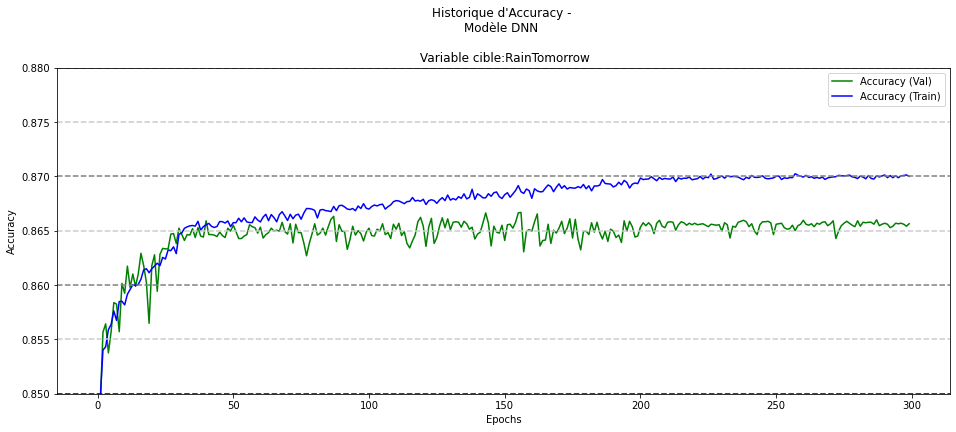 Historique d'Accuracy -
Modèle DNN
Variable cible:RainTomorrow
Accuracy (Val)
Accuracy (Train)
0.880
0.875
0.870
0.865
0.860
0.855
0.850
Accuracy
0 50 100 150 200 250 300
Epochs